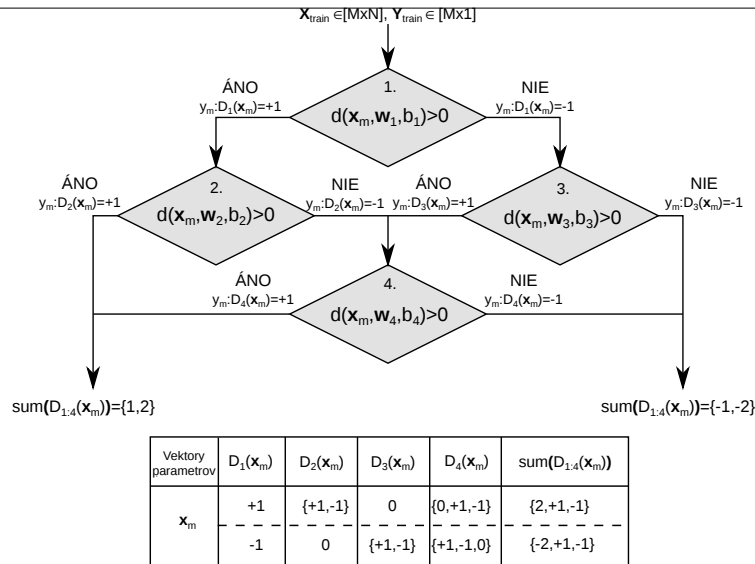 X_train ∈[MxN], Y_train ∈ [Mx1]
1.
d(x_m,w_1,b_1)>0
ÁNO
y_m:D_1(x_m)=+1
NIE
y_m:D_1(x_m)=-1
2.
d(x_m,w_2,b_2)>0
ÁNO
y_m:D_2(x_m)=+1
NIE
y_m:D_2(x_m)=-1
ÁNO
y_m:D_3(x_m)=+1
3.
d(x_m,w_3,b_3)>0
NIE
y_m:D_3(x_m)=-1
4.
d(x_m,w_4,b_4)>0
ÁNO
y_m:D_4(x_m)=+1
NIE
y_m:D_4(x_m)=-1
sum(D_1:4(x_m))={1,2}
sum(D_1:4(x_m))={-1,-2}
Vektory parametrov D_1(x_m) D_2(x_m) D_3(x_m) D_4(x_m) sum(D_1:4(x_m))
x_m
+1 {+1,-1} 0 {0,+1,-1} {2,+1,-1}
-1 0 {+1,-1} {+1,-1,0} {-2,+1,-1}